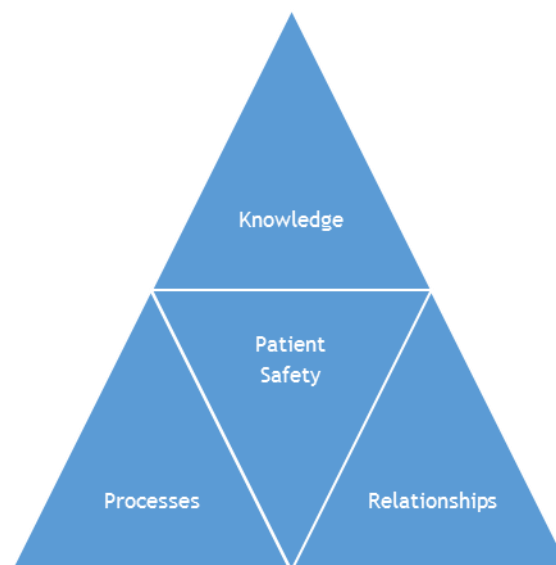 Knowledge
Patient
Safety
Processes
Relationships